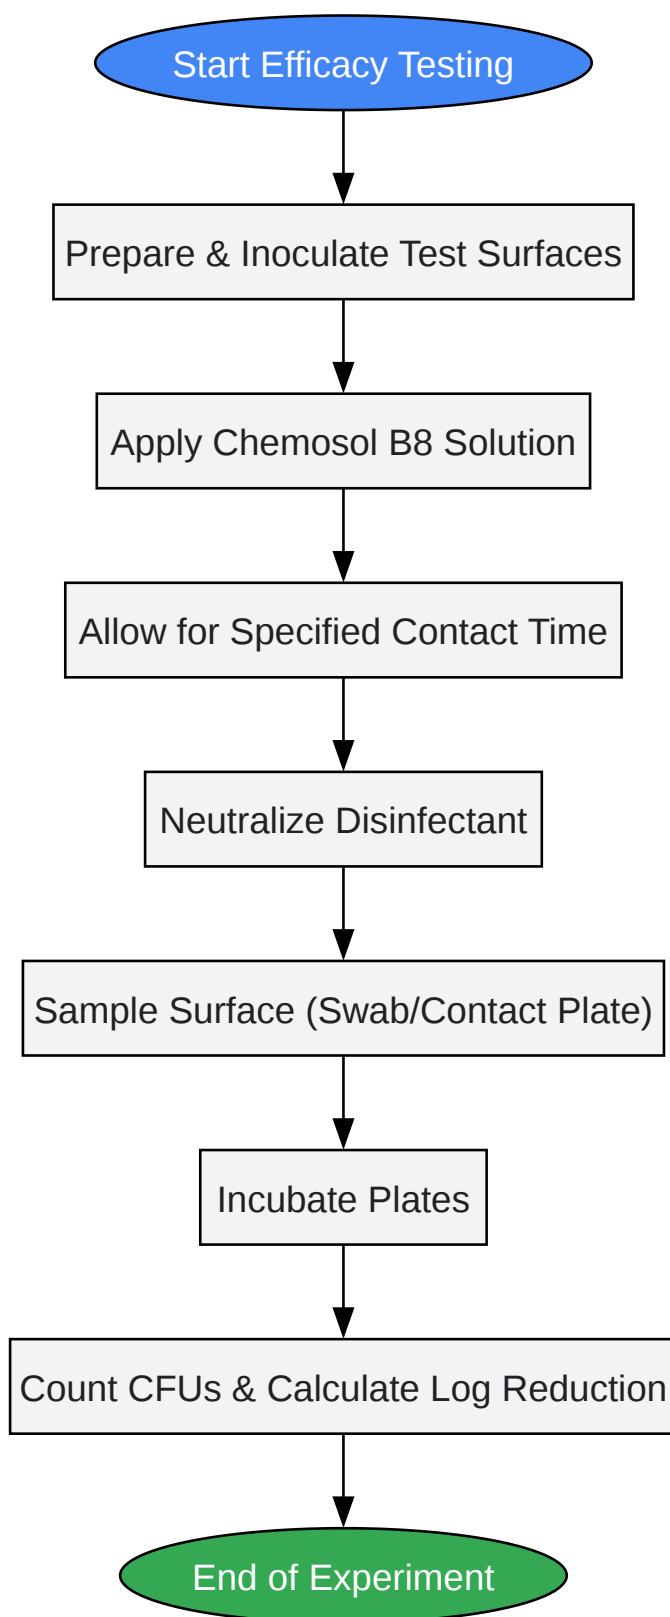 Start Efficacy Testing
Prepare & Inoculate Test Surfaces
Apply Chemosol B8 Solution
Allow for Specified Contact Time
Neutralize Disinfectant
Sample Surface (Swab/Contact Plate)
Incubate Plates
Count CFUs & Calculate Log Reduction
End of Experiment